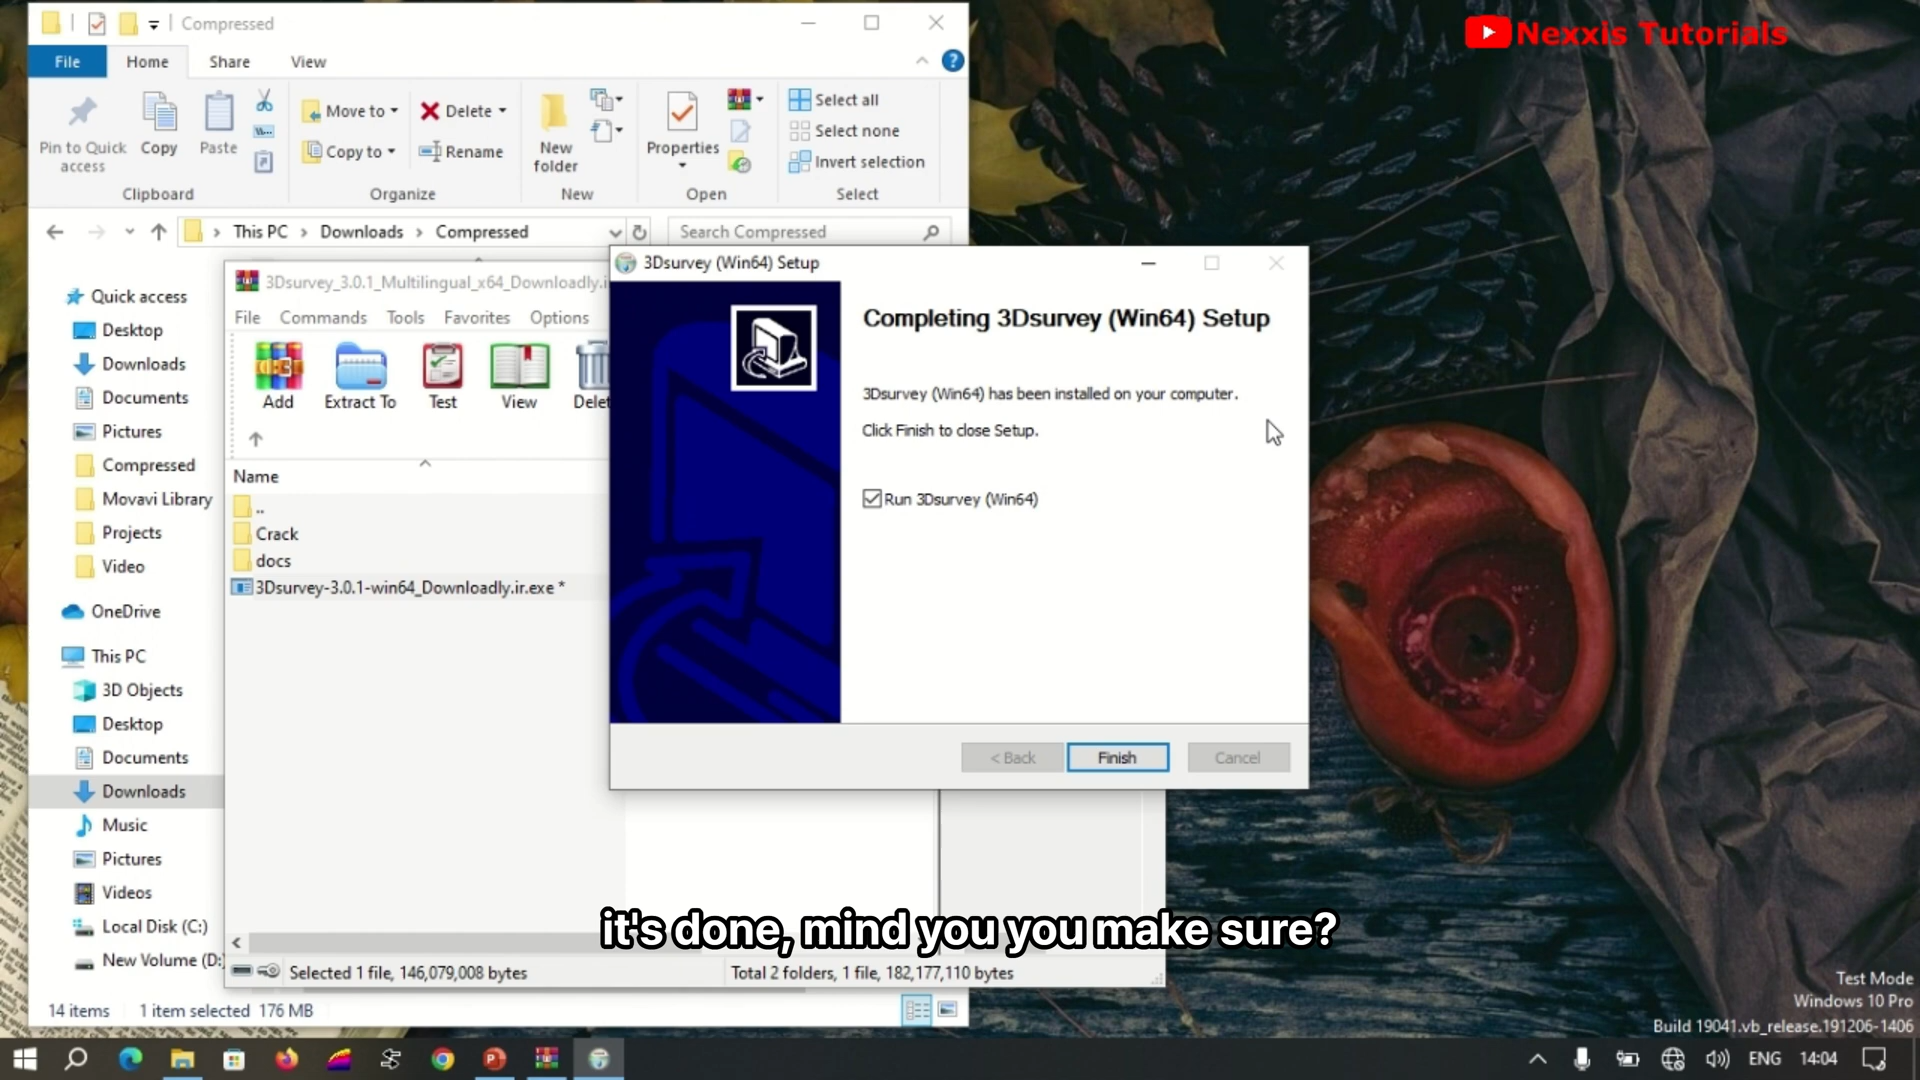 Compressed
Nexxis Tutorials
File
Home
Share
View
Pin to Quick access
Copy
Paste
Move to
Copy to
Delete
Rename
New folder
Properties
Select all
Select none
Invert selection
Clipboard
Organize
New
Open
Select
This PC
Downloads
Compressed
Search Compressed
Quick access
Desktop
Downloads
Documents
Pictures
Compressed
Movavi Library
Projects
Video
OneDrive
This PC
3D Objects
Desktop
Documents
Downloads
Music
Pictures
Videos
Local Disk (C:)
New Volume (D:
14 items
1 item selected 176 MB
3Dsurvey_3.0.1_Multilingual_x64_Downloadly.i
File
Commands
Tools
Favorites
Options
Add
Extract To
Test
View
Delet
Name
..
Crack
docs
3Dsurvey-3.0.1-win64_Downloadly.ir.exe *
Selected 1 file, 146,079,008 bytes
Total 2 folders, 1 file, 182,177,110 bytes
3Dsurvey (Win64) Setup
Completing 3Dsurvey (Win64) Setup
3Dsurvey (Win64) has been installed on your computer.
Click Finish to close Setup.
Run 3Dsurvey (Win64)
< Back
Finish
Cancel
it's done, mind you you make sure?
Test Mode
Windows 10 Pro
Build 19041.vb_release.191206-1406
ENG
14:04